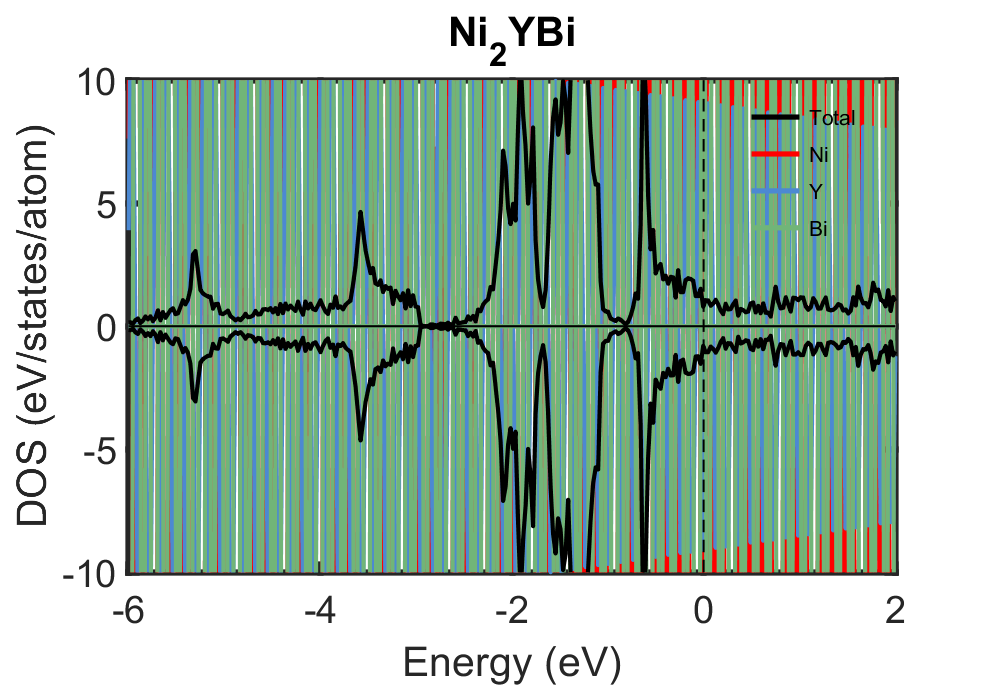 Ni2YBi
10
5
0
-5
-10
DOS (eV/states/atom)
Total
Ni
Y
Bi
-6 -4 -2 0 2
Energy (eV)